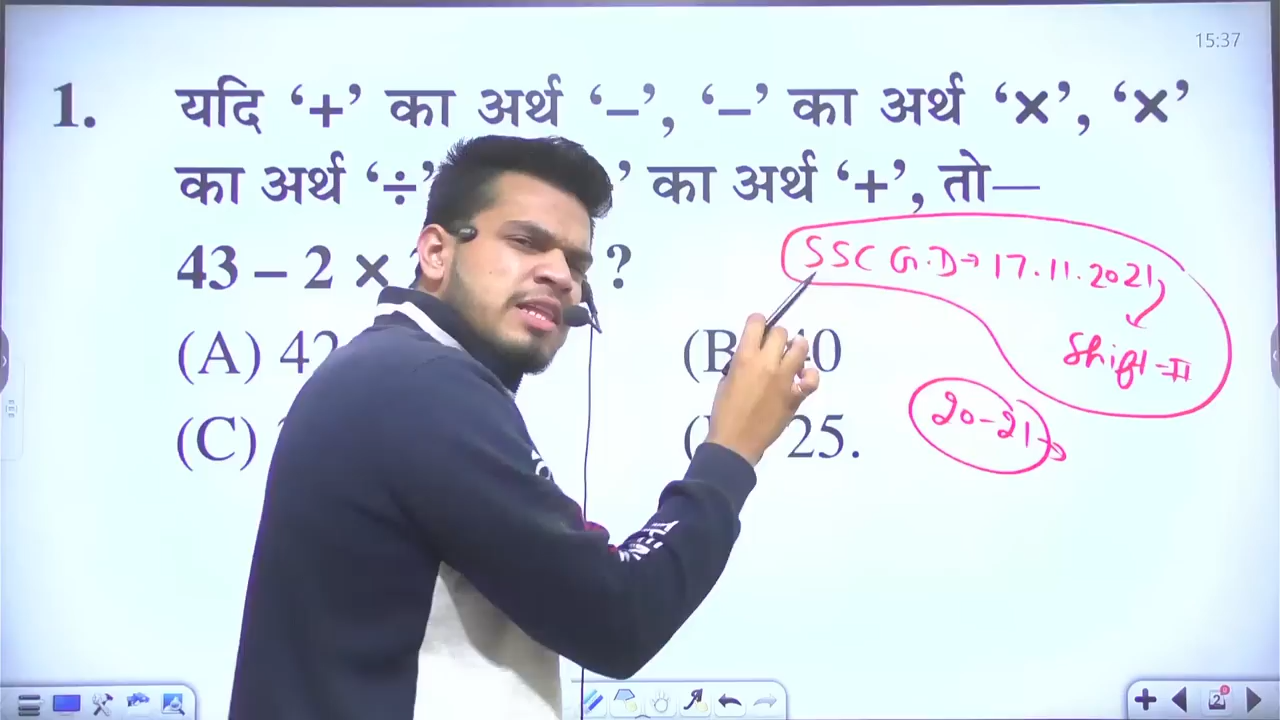 15:37
1. यदि ‘+’ का अर्थ ‘–’, ‘–’ का अर्थ ‘×’, ‘×’
का अर्थ ‘÷’ ’ का अर्थ ‘+’, तो—
43 – 2 × ?
SSC G.D → 17.11.2021
Shift-II
(A) 42
(B) 40
20-21
(C)
25.